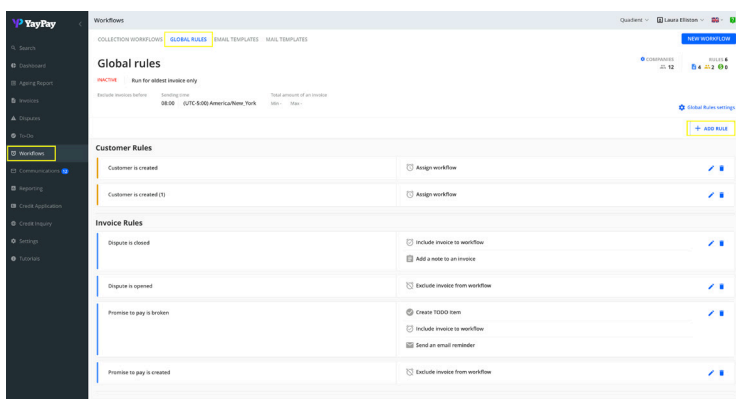 YayPay
Workflows
Quadient
Laura Elliston
Search
Dashboard
Ageing Report
Invoices
Disputes
To-Do
Workflows
Communications 12
Reporting
Credit Application
Credit Inquiry
Settings
Tutorials
COLLECTION WORKFLOWS GLOBAL RULES EMAIL TEMPLATES MAIL TEMPLATES
NEW WORKFLOW
Global rules
COMPANIES
12
RULES 6
4 2 0
INACTIVE Run for oldest invoice only
Exclude invoices before
Sending time
08:00 (UTC-5:00) America/New_York
Total amount of an invoice
Min - Max -
Global Rules settings
+ ADD RULE
Customer Rules
Customer is created
Assign workflow
Customer is created (1)
Assign workflow
Invoice Rules
Dispute is closed
Include invoice to workflow
Add a note to an invoice
Dispute is opened
Exclude invoice from workflow
Promise to pay is broken
Create TODO item
Include invoice to workflow
Send an email reminder
Promise to pay is created
Exclude invoice from workflow